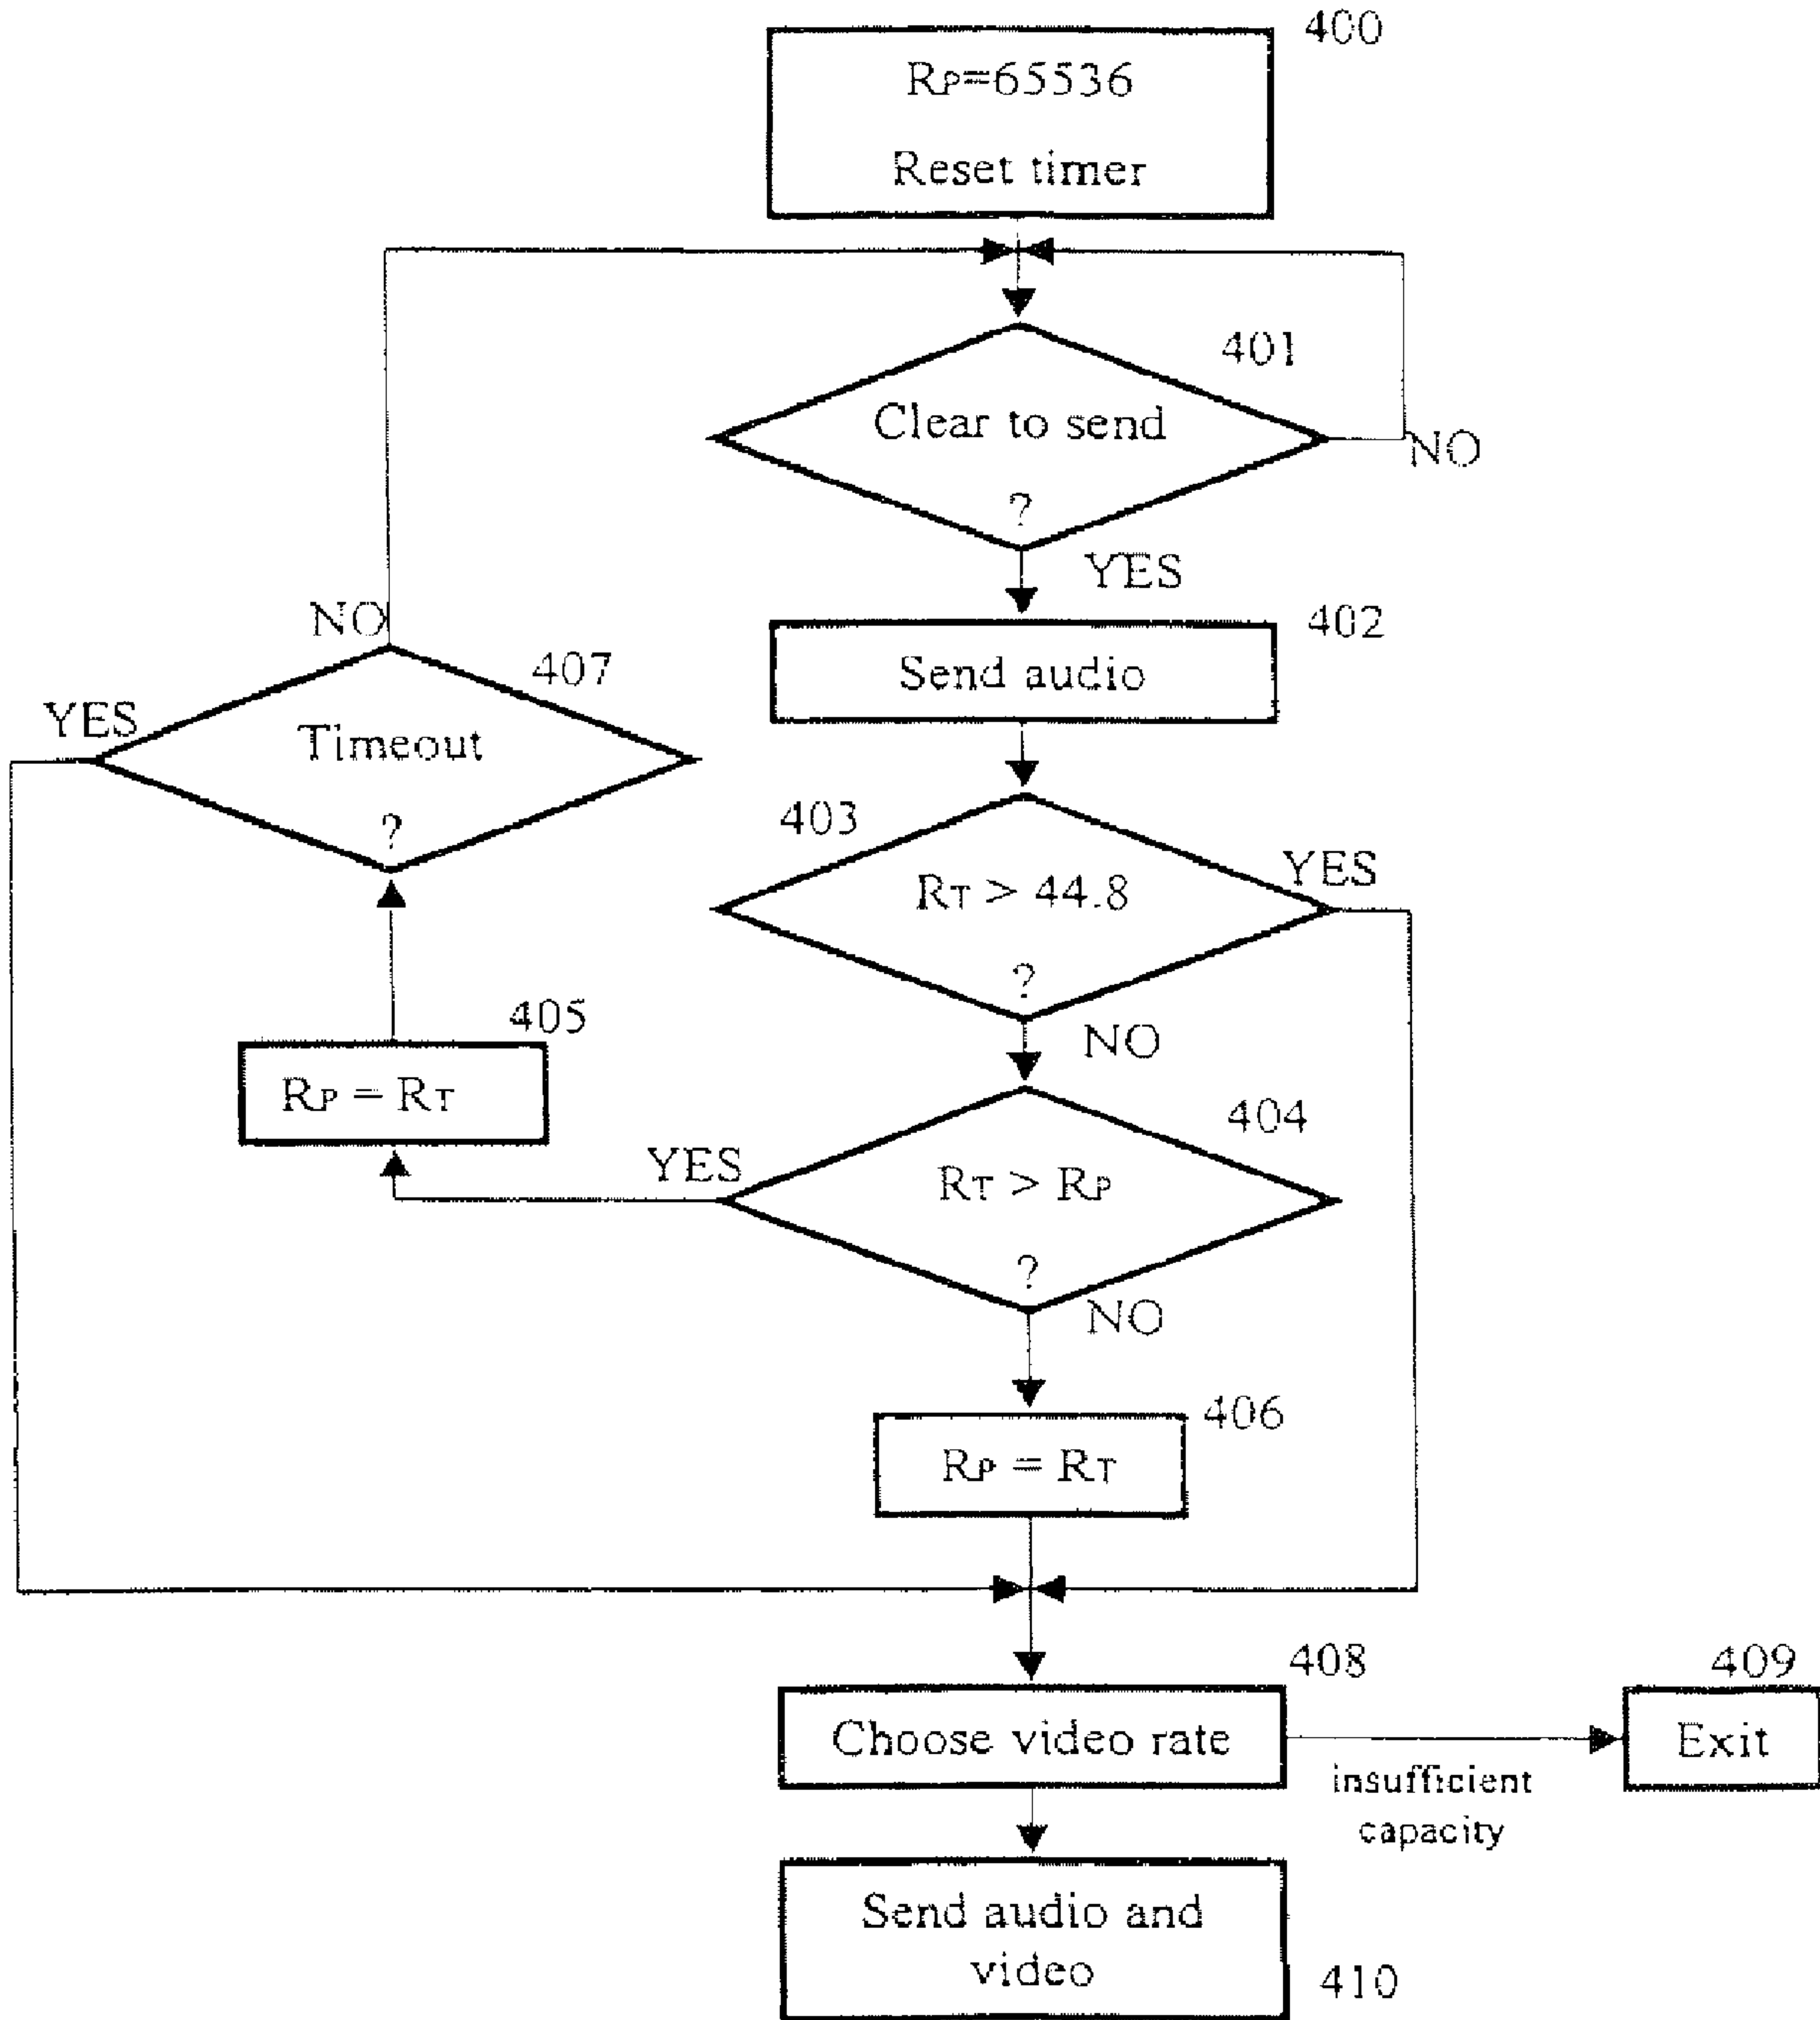 400
RP=65536
Reset timer
401
Clear to send
?
NO
YES
402
Send audio
NO
407
YES
Timeout
?
403
RT > 44.8
?
YES
NO
405
RP = RT
404
YES
RT > RP
?
NO
406
RP = RT
408
Choose video rate
409
Exit
insufficient
capacity
Send audio and
video
410